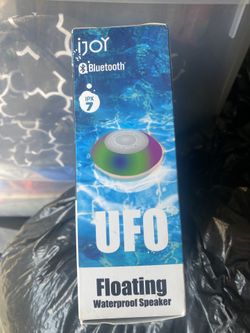 iJOY
Bluetooth®
IPX
7
UFO
Floating
Waterproof Speaker